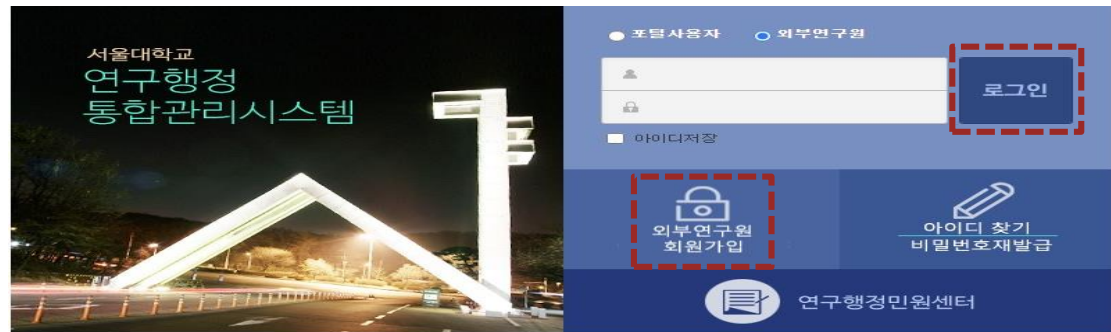 서울대학교
연구행정
통합관리시스템
포탈사용자 외부연구원
로그인
아이디저장
외부연구원
회원가입
아이디 찾기
비밀번호재발급
연구행정민원센터